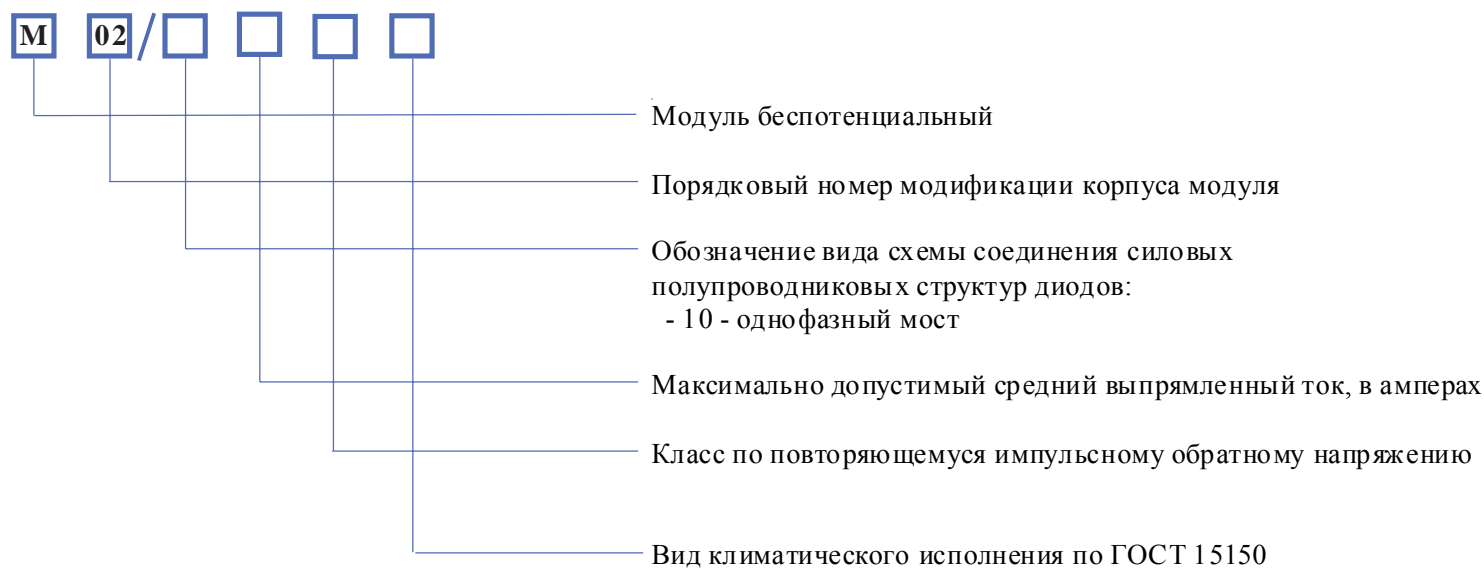 М 02 /
Модуль беспотенциальный
Порядковый номер модификации корпуса модуля
Обозначение вида схемы соединения силовых
полупроводниковых структур диодов:
- 10 - однофазный мост
Максимально допустимый средний выпрямленный ток, в амперах
Класс по повторяющемуся импульсному обратному напряжению
Вид климатического исполнения по ГОСТ 15150